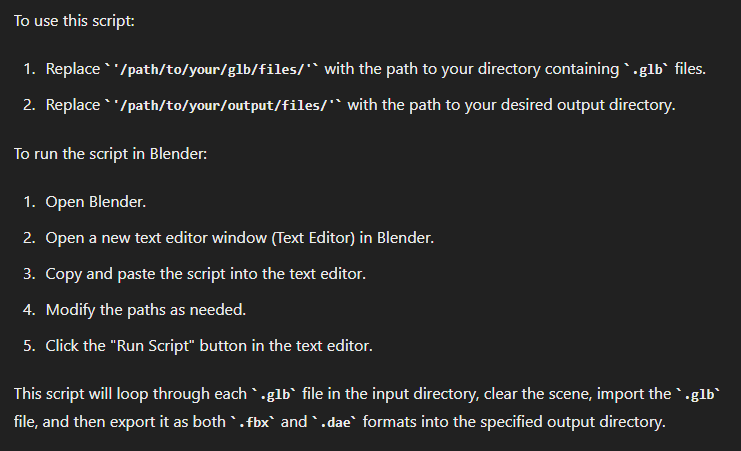 To use this script:
1. Replace `'/path/to/your/glb/files/'` with the path to your directory containing `.glb` files.
2. Replace `'/path/to/your/output/files/'` with the path to your desired output directory.
To run the script in Blender:
1. Open Blender.
2. Open a new text editor window (Text Editor) in Blender.
3. Copy and paste the script into the text editor.
4. Modify the paths as needed.
5. Click the "Run Script" button in the text editor.
This script will loop through each `.glb` file in the input directory, clear the scene, import the `.glb`
file, and then export it as both `.fbx` and `.dae` formats into the specified output directory.